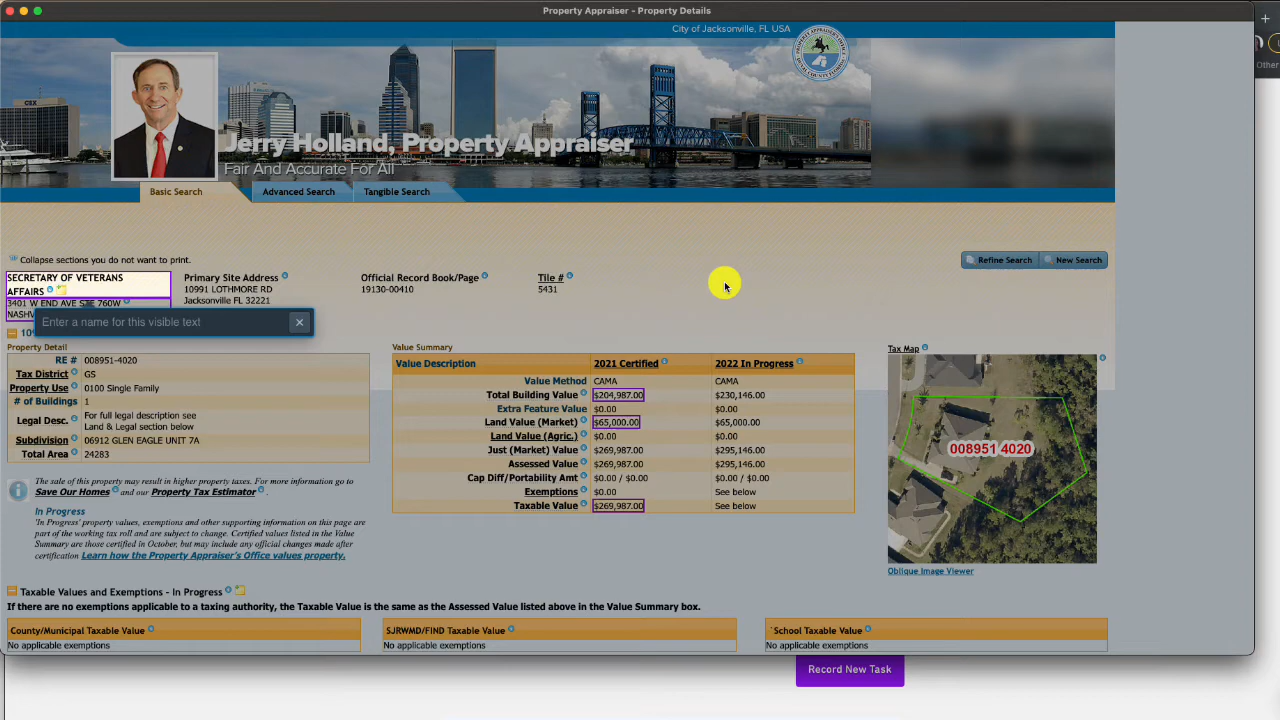 Property Appraiser - Property Details
City of Jacksonville, FL USA
CSX
Jerry Holland, Property Appraiser
Fair And Accurate For All
Other
Basic Search
Advanced Search
Tangible Search
Collapse sections you do not want to print.
Refine Search
New Search
SECRETARY OF VETERANS
AFFAIRS
3401 W END AVE STE 760W
NASHV
Primary Site Address
10991 LOTHMORE RD
Jacksonville FL 32221
Official Record Book/Page
19130-00410
Tile #
5431
Enter a name for this visible text
Property Detail
RE # 008951-4020
Tax District GS
Property Use 0100 Single Family
# of Buildings 1
Legal Desc. For full legal description see
Land & Legal section below
Subdivision 06912 GLEN EAGLE UNIT 7A
Total Area 24283
The sale of this property may result in higher property taxes. For more information go to
Save Our Homes and our Property Tax Estimator .
In Progress
'In Progress' property values, exemptions and other supporting information on this page are
part of the working tax roll and are subject to change. Certified values listed in the Value
Summary are those certified in October, but may include any official changes made after
certification Learn how the Property Appraiser's Office values property.
Value Summary
Value Description 2021 Certified 2022 In Progress
Value Method CAMA CAMA
Total Building Value $204,987.00 $230,146.00
Extra Feature Value $0.00 $0.00
Land Value (Market) $65,000.00 $65,000.00
Land Value (Agric.) $0.00 $0.00
Just (Market) Value $269,987.00 $295,146.00
Assessed Value $269,987.00 $295,146.00
Cap Diff/Portability Amt $0.00 / $0.00 $0.00 / $0.00
Exemptions $0.00 See below
Taxable Value $269,987.00 See below
Tax Map
008951 4020
Oblique Image Viewer
Taxable Values and Exemptions - In Progress
If there are no exemptions applicable to a taxing authority, the Taxable Value is the same as the Assessed Value listed above in the Value Summary box.
County/Municipal Taxable Value
No applicable exemptions
SJRWMD/FIND Taxable Value
No applicable exemptions
School Taxable Value
No applicable exemptions
Record New Task